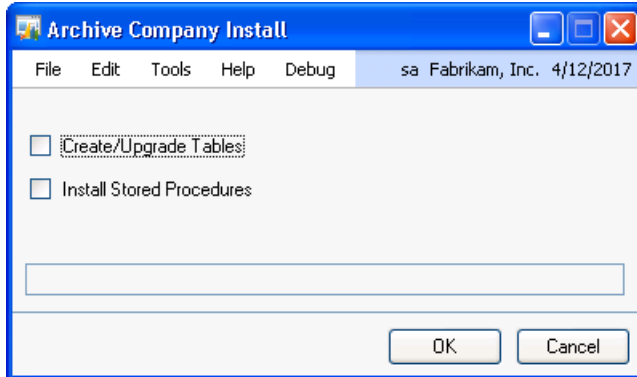 Archive Company Install
File Edit Tools Help Debug sa Fabrikam, Inc. 4/12/2017
Create/Upgrade Tables
Install Stored Procedures
OK Cancel